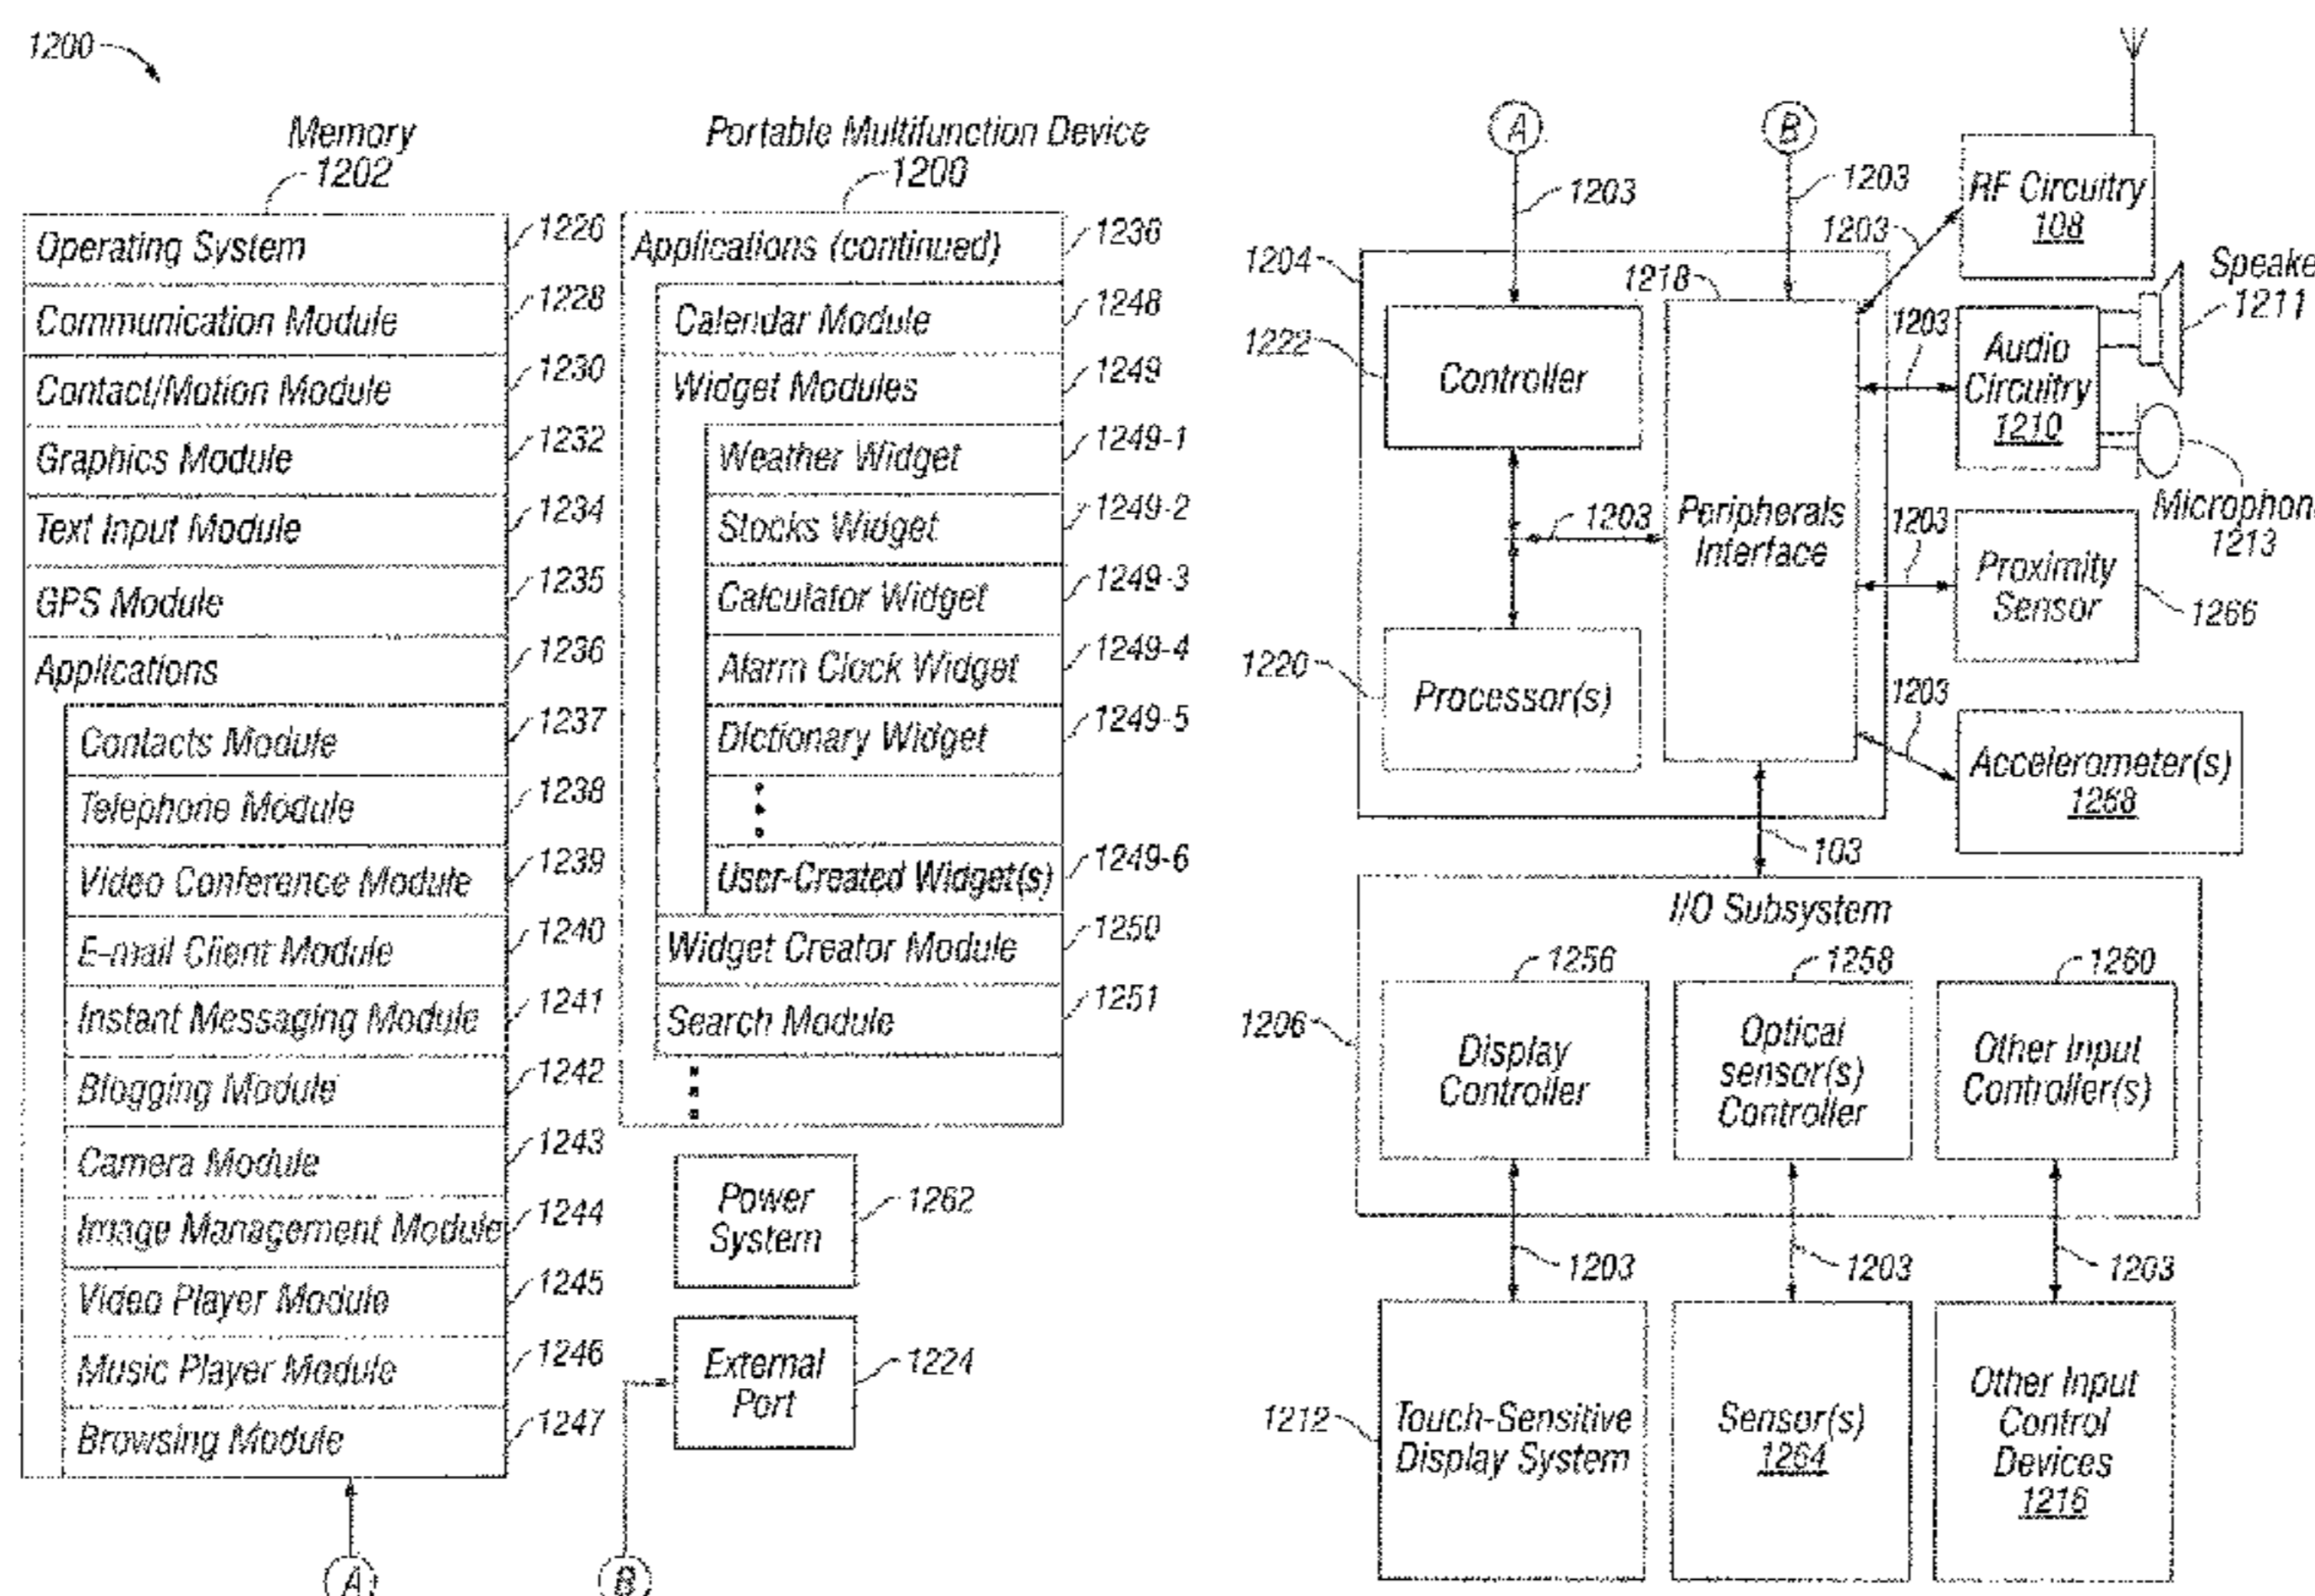 1200
Memory
1202
Portable Multifunction Device
1200
Operating System
1226
Communication Module
1228
Contact/Motion Module
1230
Graphics Module
1232
Text Input Module
1234
GPS Module
1235
Applications
1236
Contacts Module
1237
Telephone Module
1238
Video Conference Module
1239
E-mail Client Module
1240
Instant Messaging Module
1241
Blogging Module
1242
Camera Module
1243
Image Management Module
1244
Video Player Module
1245
Music Player Module
1246
Browsing Module
1247
A
Applications (continued)
1236
Calendar Module
1248
Widget Modules
1249
Weather Widget
1249-1
Stocks Widget
1249-2
Calculator Widget
1249-3
Alarm Clock Widget
1249-4
Dictionary Widget
1249-5
User-Created Widget(s)
1249-6
Widget Creator Module
1250
Search Module
1251
Power
System
1262
External
Port
1224
B
A
B
1203
1203
1203
RF Circuitry
108
1204
1218
Speake
1211
1222
Controller
1203
Audio
Circuitry
1210
Microphon
1213
1203
Peripherals
Interface
1203
Proximity
Sensor
1266
1220
Processor(s)
1203
Accelerometer(s)
1268
103
I/O Subsystem
1206
1256
Display
Controller
1258
Optical
sensor(s)
Controller
1260
Other Input
Controller(s)
1203
1203
1203
1212
Touch-Sensitive
Display System
Sensor(s)
1264
Other Input
Control
Devices
1216